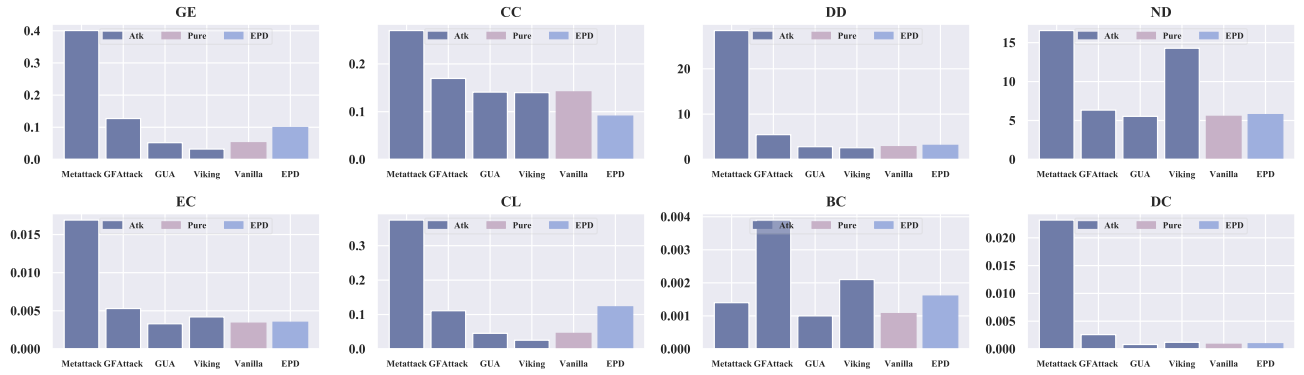 GE
0.4
0.3
0.2
0.1
0.0
Atk Pure EPD
Metattack GFAttack GUA Viking Vanilla EPD
CC
0.2
0.1
0.0
Atk Pure EPD
Metattack GFAttack GUA Viking Vanilla EPD
DD
20
10
0
Atk Pure EPD
Metattack GFAttack GUA Viking Vanilla EPD
ND
15
10
5
0
Atk Pure EPD
Metattack GFAttack GUA Viking Vanilla EPD
EC
0.015
0.010
0.005
0.000
Atk Pure EPD
Metattack GFAttack GUA Viking Vanilla EPD
CL
0.3
0.2
0.1
0.0
Atk Pure EPD
Metattack GFAttack GUA Viking Vanilla EPD
BC
0.004
0.003
0.002
0.001
0.000
Atk Pure EPD
Metattack GFAttack GUA Viking Vanilla EPD
DC
0.020
0.015
0.010
0.005
0.000
Atk Pure EPD
Metattack GFAttack GUA Viking Vanilla EPD